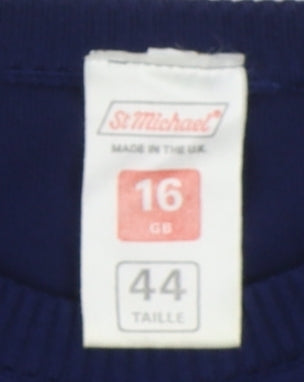 St Michael®
MADE IN THE U.K.
16
GB
44
TAILLE